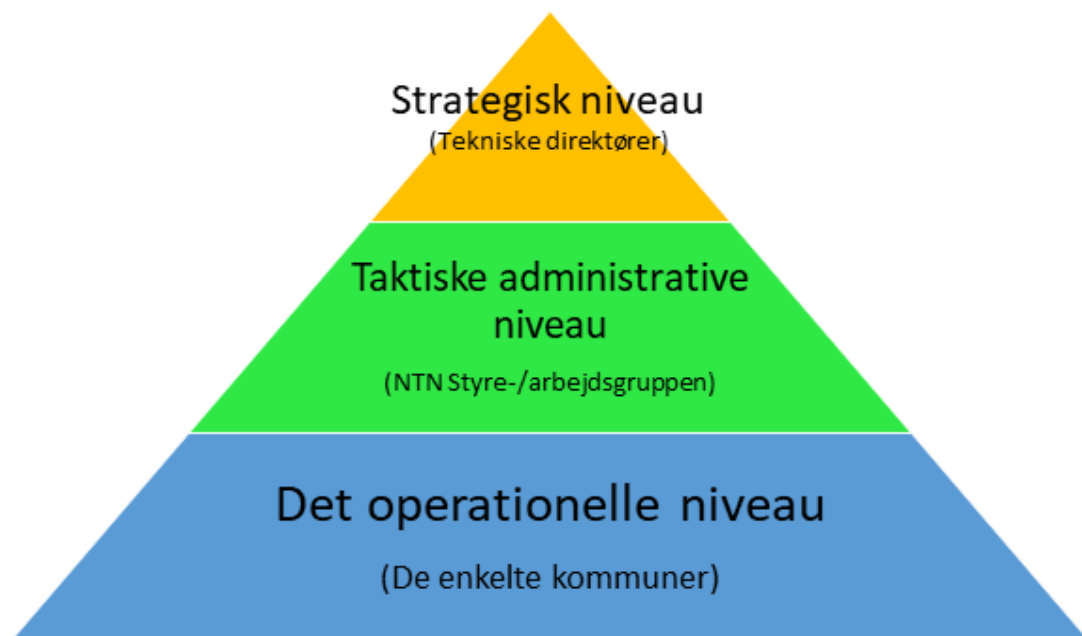 Strategisk niveau
(Tekniske direktører)
Taktiske administrative
niveau
(NTN Styre-/arbejdsgruppen)
Det operationelle niveau
(De enkelte kommuner)